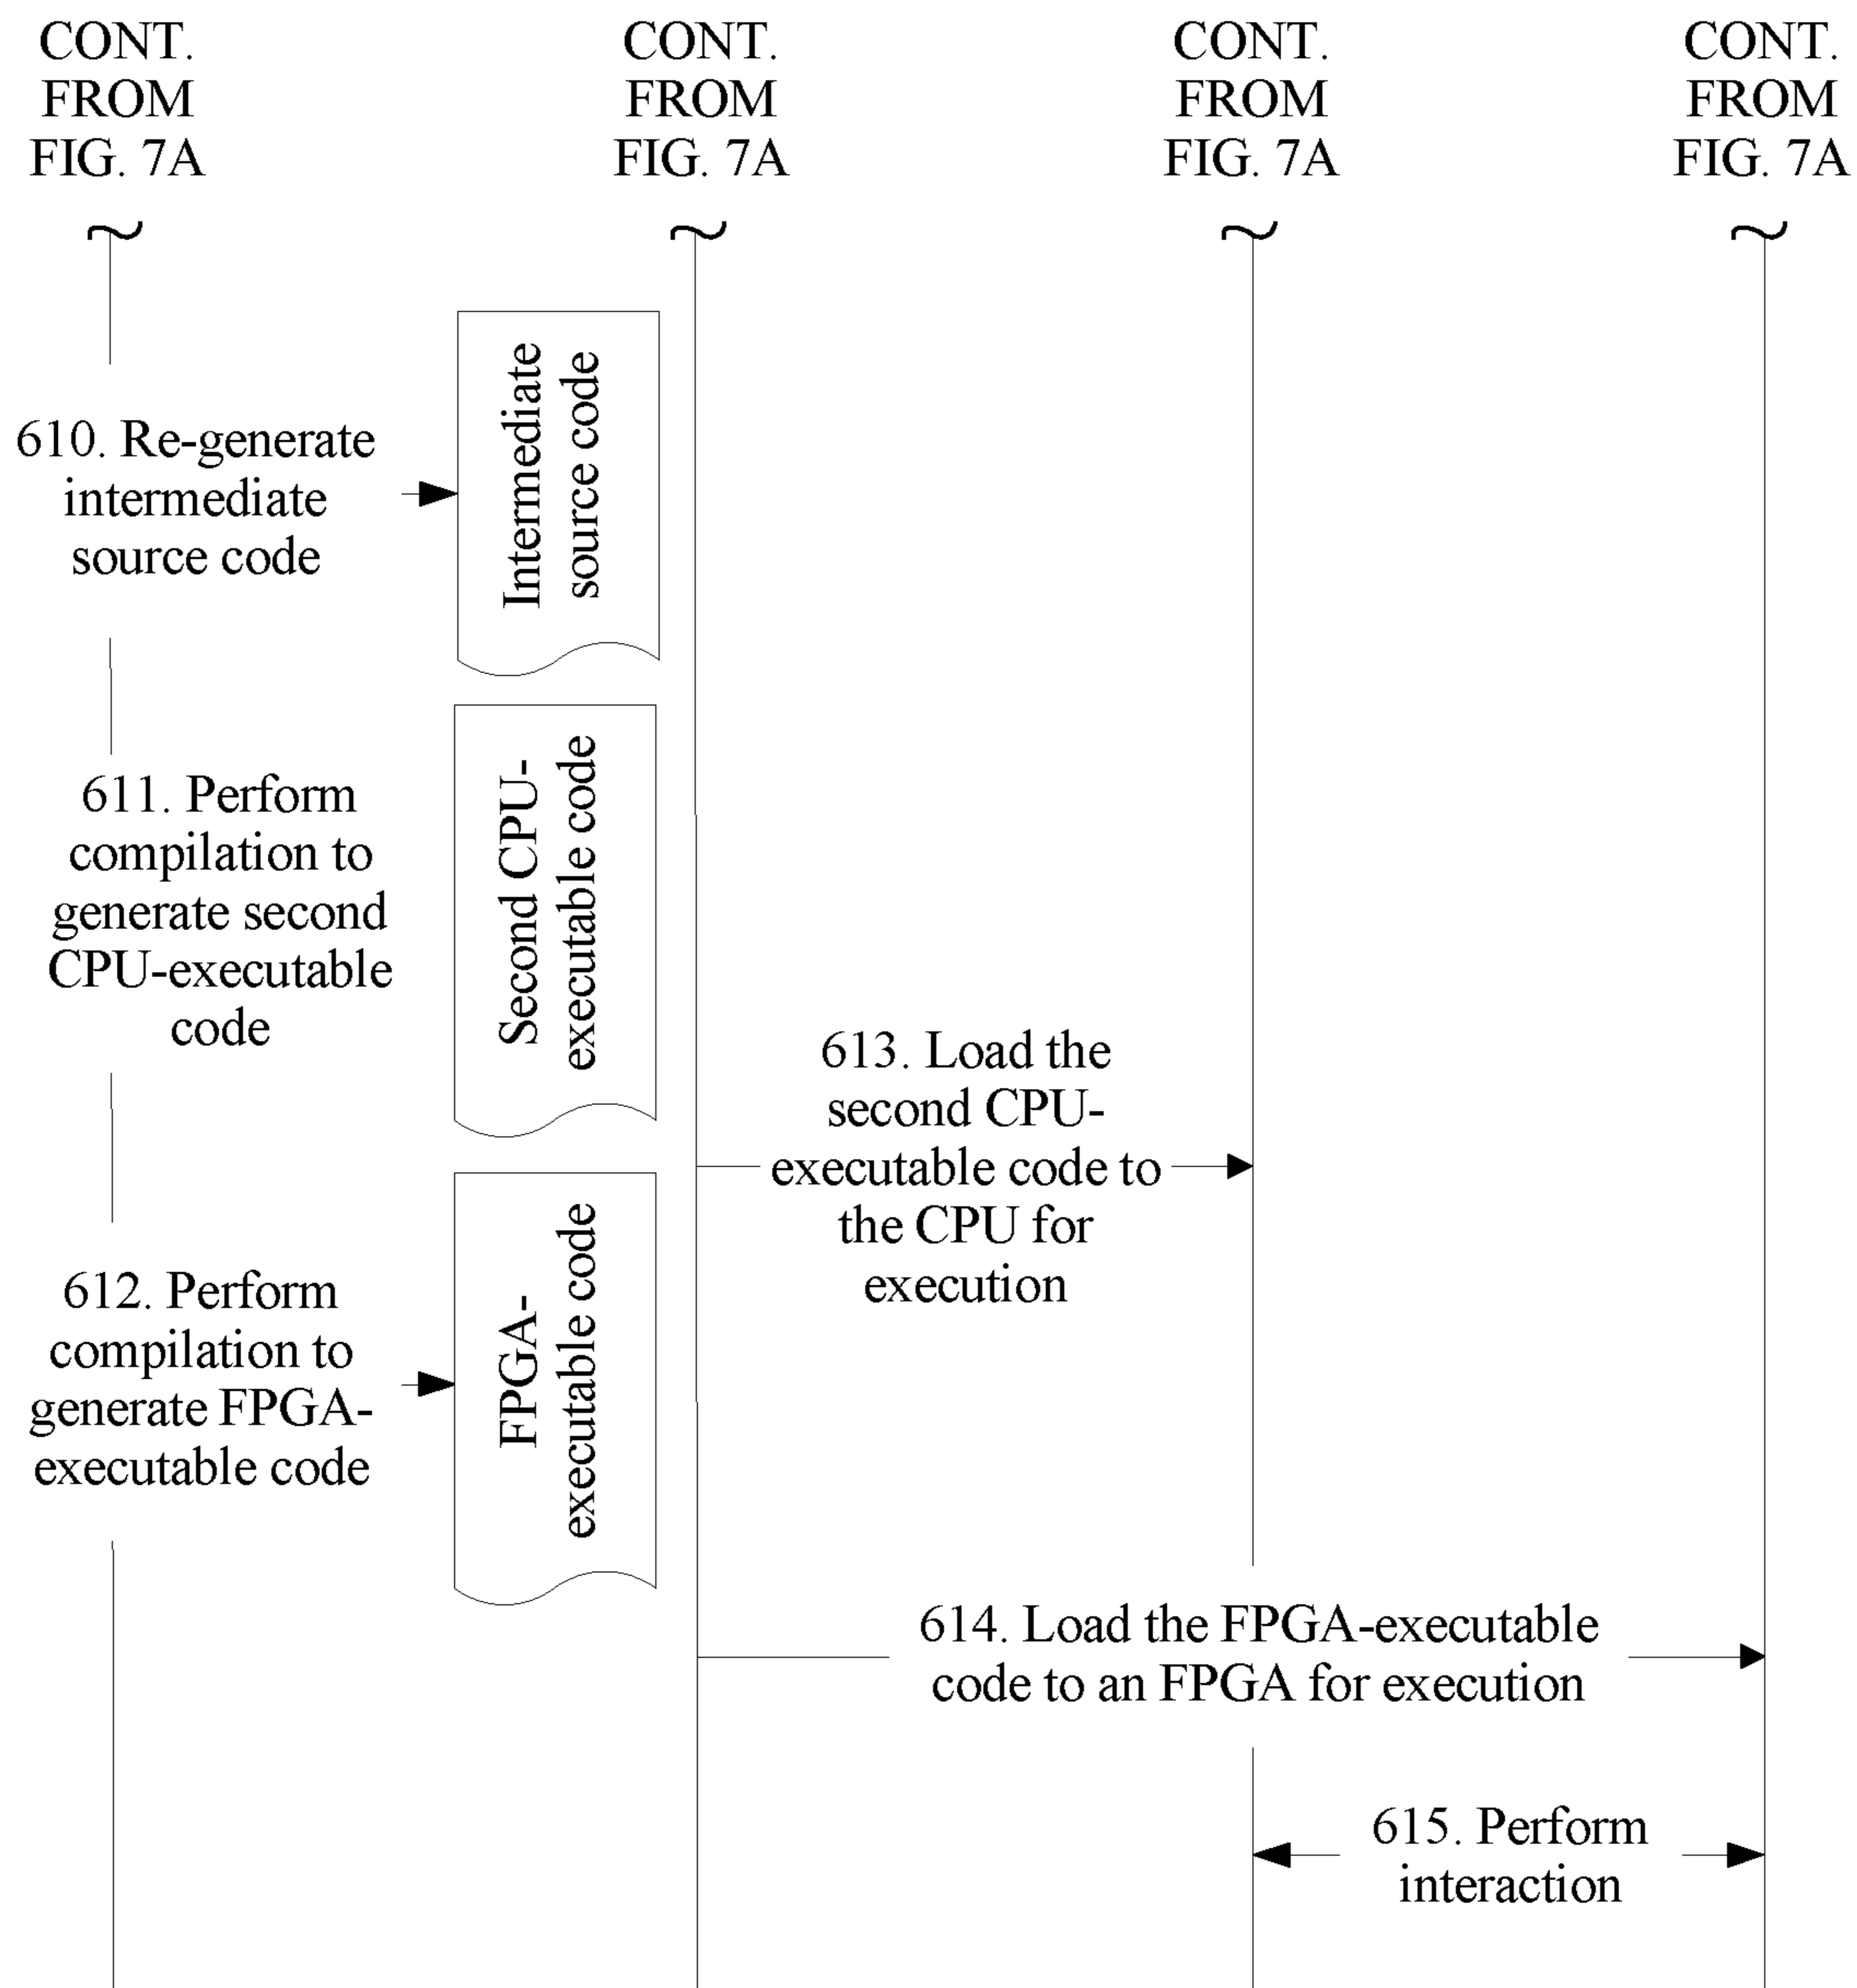 CONT.
FROM
FIG. 7A
CONT.
FROM
FIG. 7A
CONT.
FROM
FIG. 7A
CONT.
FROM
FIG. 7A
610. Re-generate
intermediate
source code
Intermediate
source code
611. Perform
compilation to
generate second
CPU-executable
code
Second CPU-
executable code
612. Perform
compilation to
generate FPGA-
executable code
FPGA-
executable code
613. Load the
second CPU-
executable code to
the CPU for
execution
614. Load the FPGA-executable
code to an FPGA for execution
615. Perform
interaction